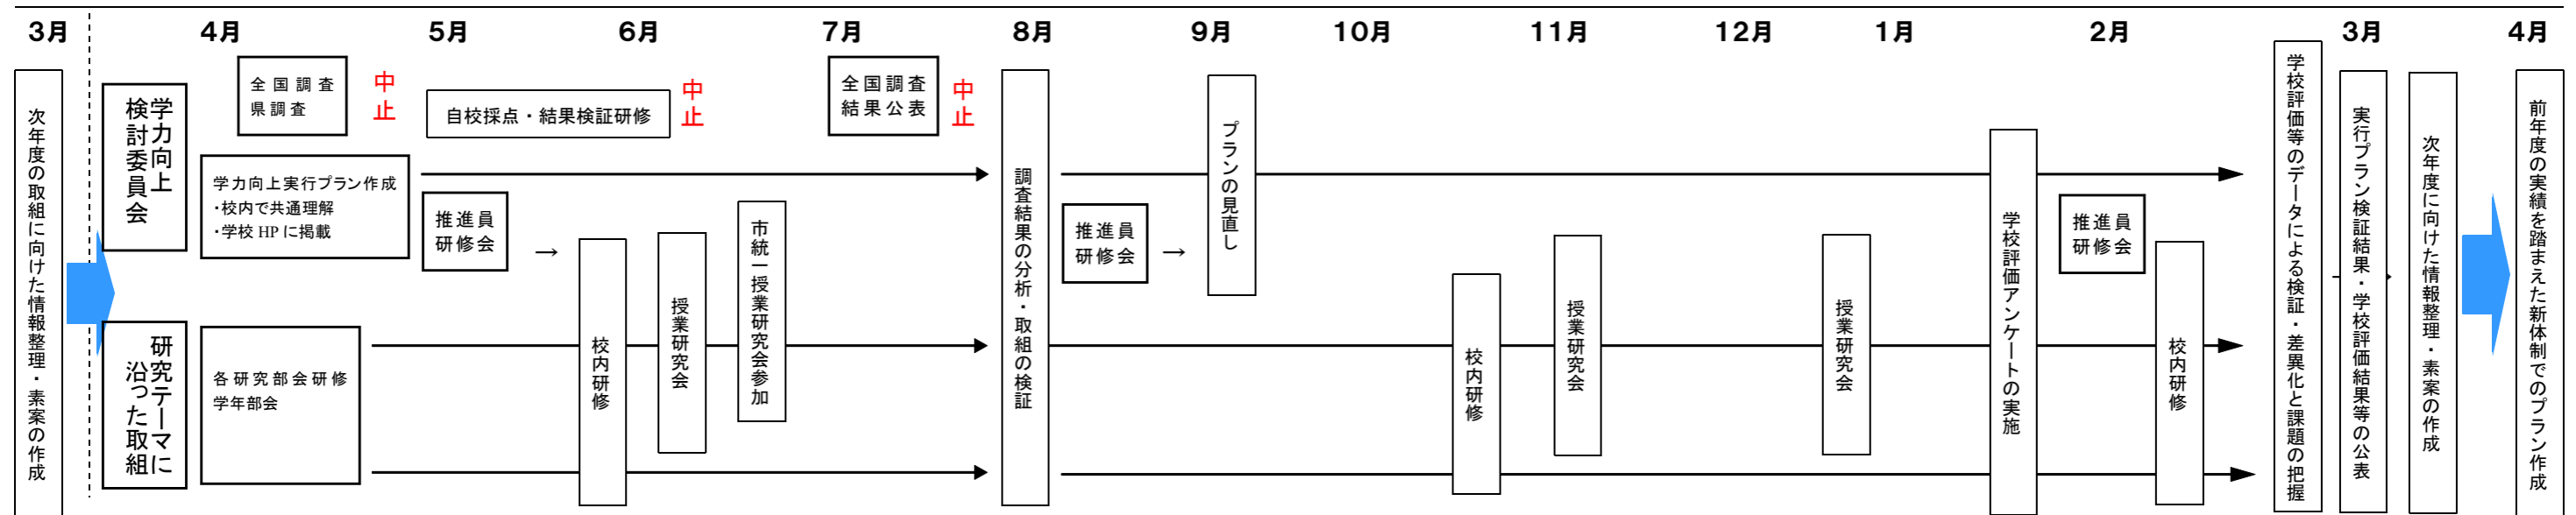 3月
4月
5月
6月
7月
8月
9月
10月
11月
12月
1月
2月
3月
4月
次年度の取組に向けた情報整理・素案の作成
学力向上
検討委員会
研究テーマに
沿った取組
全国調査
県調査
中止
学力向上実行プラン作成
・校内で共通理解
・学校 HP に掲載
各研究部会研修
学年部会
自校採点・結果検証研修
中止
推進員
研修会
→
校内研修
授業研究会
市統一授業研究会参加
全国調査
結果公表
中止
調査結果の分析・取組の検証
推進員
研修会
→
プランの見直し
校内研修
授業研究会
授業研究会
学校評価アンケートの実施
推進員
研修会
校内研修
学校評価等のデータによる検証・差異化と課題の把握
実行プラン検証結果・学校評価結果等の公表
次年度に向けた情報整理・素案の作成
前年度の実績を踏まえた新体制でのプラン作成